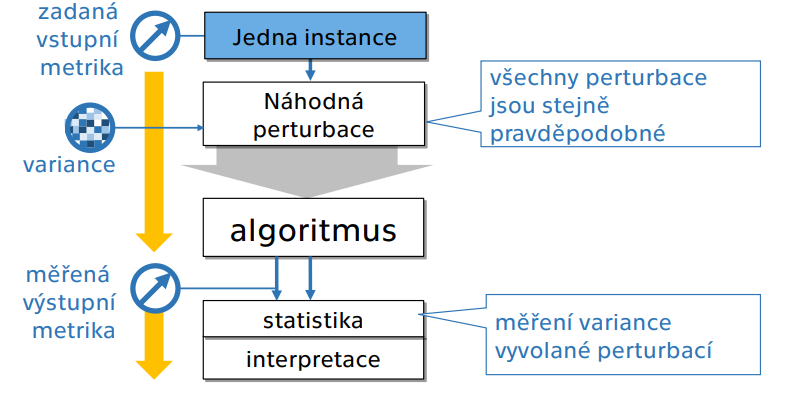 zadaná
vstupní
metrika
Jedna instance
Náhodná
perturbace
všechny perturbace
jsou stejně
pravděpodobné
variance
algoritmus
měřená
výstupní
metrika
statistika
interpretace
měření variance
vyvolané perturbací